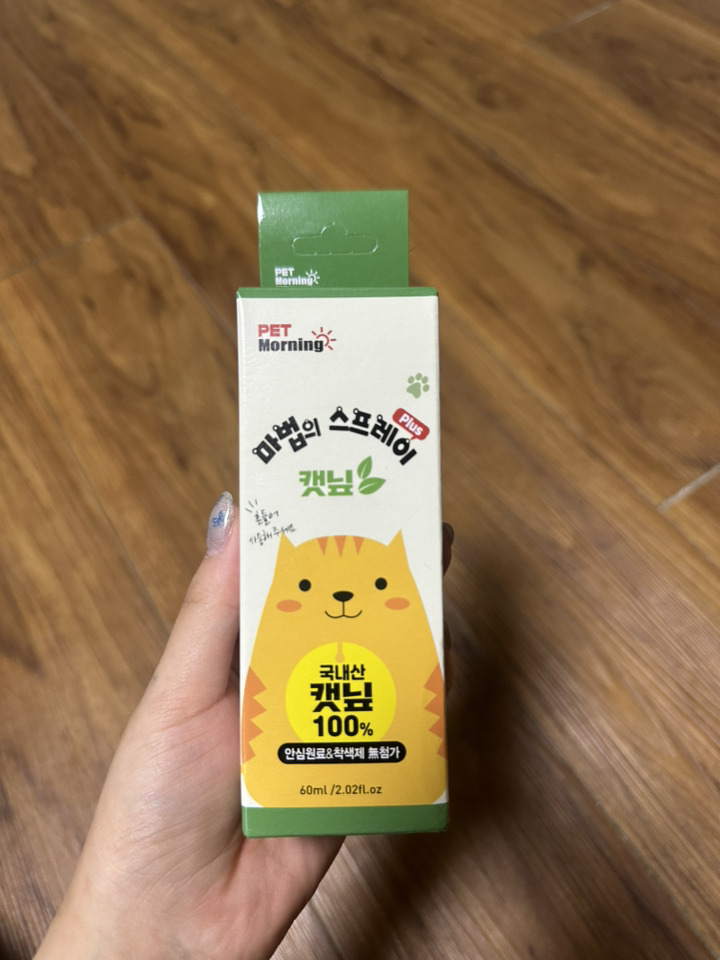 PET
Morning
PET
Morning
마법의 스프레이
Plus
캣닢
흔들어
사용해 주세요
국내산
캣닢
100%
안심원료&착색제 無첨가
60ml /2.02fl.oz